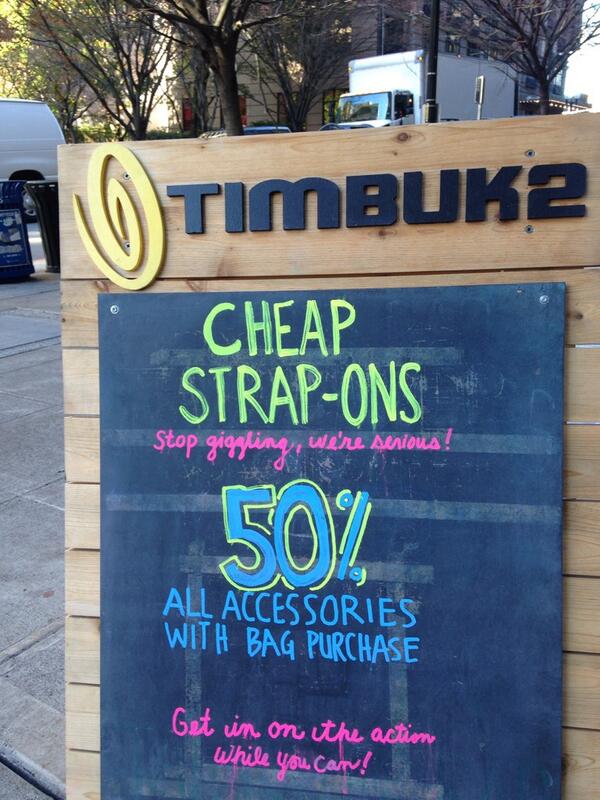 TIMBUK2
CHEAP
STRAP-ONS
Stop giggling, we're serious!
50%
ALL ACCESSORIES
WITH BAG PURCHASE
Get in on the action
while you can!